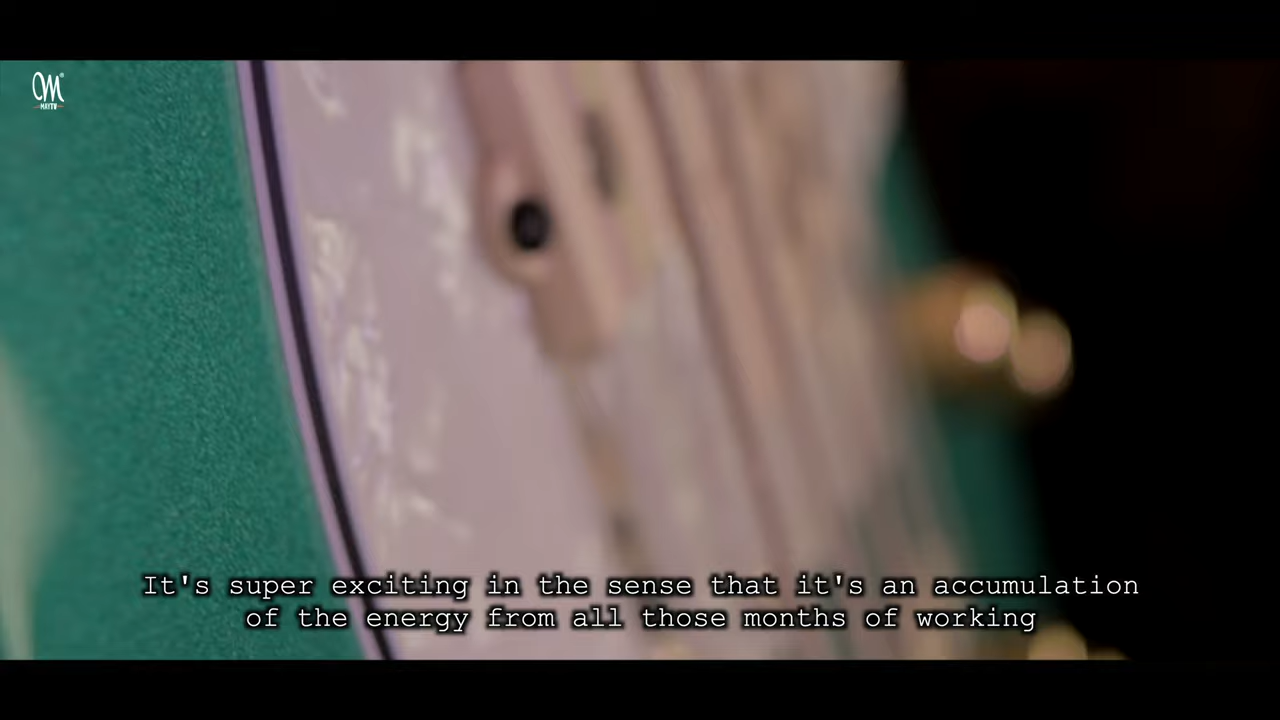 MAYTV
It's super exciting in the sense that it's an accumulation
of the energy from all those months of working